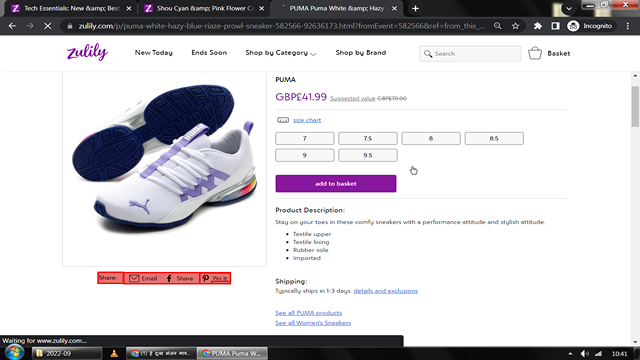 Tech Essentials: New &amp; Best
Shou Cyan &amp; Pink Flower C
PUMA Puma White &amp; Hazy
zulily.com/p/puma-white-hazy-blue-riaze-prowl-sneaker-582566-92636173.html?fromEvent=582566&ref=from_this_...
Incognito
zulily
New Today
Ends Soon
Shop by Category
Shop by Brand
Search
Basket
PUMA
GBP£41.99 Suggested value GBP£70.00
size chart
7 7.5 8 8.5
9 9.5
add to basket
Product Description:
Stay on your toes in these comfy sneakers with a performance attitude and stylish attitude.
Textile upper
Textile lining
Rubber sole
Imported
Share: Email Share Pin It
Shipping:
Typically ships in 1-3 days. details and exclusions
See all PUMA products
See all Women's Sneakers
Waiting for www.zulily.com...
2022-09
PUMA Puma W...
10:41